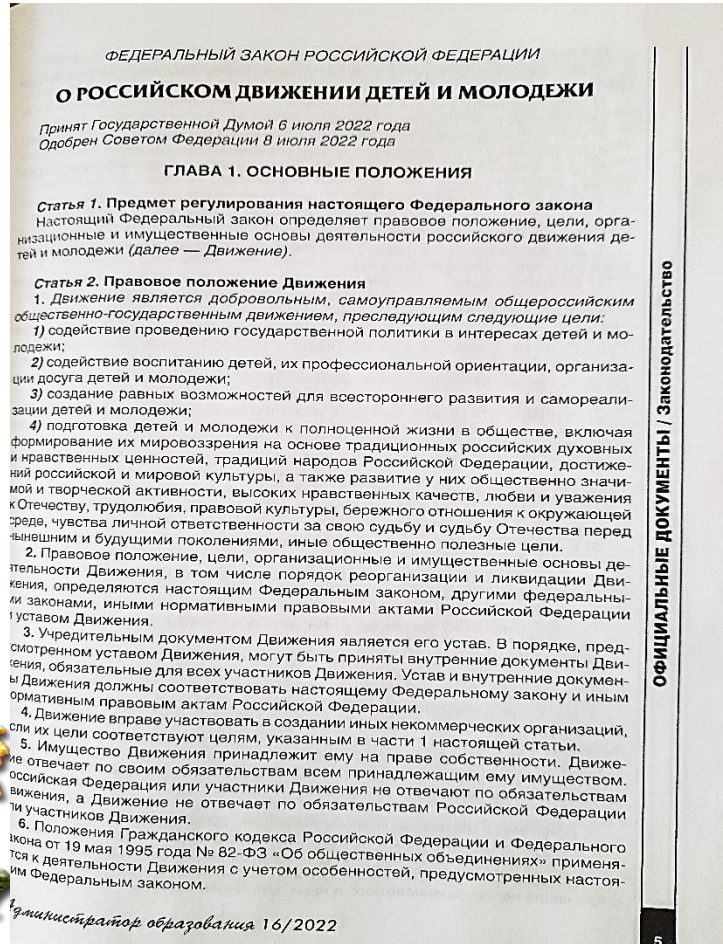 ФЕДЕРАЛЬНЫЙ ЗАКОН РОССИЙСКОЙ ФЕДЕРАЦИИ
О РОССИЙСКОМ ДВИЖЕНИИ ДЕТЕЙ И МОЛОДЕЖИ
Принят Государственной Думой 6 июля 2022 года
Одобрен Советом Федерации 8 июля 2022 года
ГЛАВА 1. ОСНОВНЫЕ ПОЛОЖЕНИЯ
Статья 1. Предмет регулирования настоящего Федерального закона
Настоящий Федеральный закон определяет правовое положение, цели, орга-
низационные и имущественные основы деятельности российского движения де-
тей и молодежи (далее — Движение).
Статья 2. Правовое положение Движения
1. Движение является добровольным, самоуправляемым общероссийским
общественно-государственным движением, преследующим следующие цели:
1) содействие проведению государственной политики в интересах детей и мо-
лодежи;
2) содействие воспитанию детей, их профессиональной ориентации, организа-
ции досуга детей и молодежи;
3) создание равных возможностей для всестороннего развития и самореали-
зации детей и молодежи;
4) подготовка детей и молодежи к полноценной жизни в обществе, включая
формирование их мировоззрения на основе традиционных российских духовных
и нравственных ценностей, традиций народов Российской Федерации, достиже-
ний российской и мировой культуры, а также развитие у них общественно значи-
мой и творческой активности, высоких нравственных качеств, любви и уважения
к Отечеству, трудолюбия, правовой культуры, бережного отношения к окружающей
среде, чувства личной ответственности за свою судьбу и судьбу Отечества перед
нынешним и будущими поколениями, иные общественно полезные цели.
2. Правовое положение, цели, организационные и имущественные основы де-
ятельности Движения, в том числе порядок реорганизации и ликвидации Дви-
жения, определяются настоящим Федеральным законом, другими федеральны-
ми законами, иными нормативными правовыми актами Российской Федерации
и уставом Движения.
3. Учредительным документом Движения является его устав. В порядке, пред-
смотренном уставом Движения, могут быть приняты внутренние документы Дви-
жения, обязательные для всех участников Движения. Устав и внутренние докумен-
ы Движения должны соответствовать настоящему Федеральному закону и иным
ормативным правовым актам Российской Федерации.
4. Движение вправе участвовать в создании иных некоммерческих организаций,
сли их цели соответствуют целям, указанным в части 1 настоящей статьи.
5. Имущество Движения принадлежит ему на праве собственности. Движе-
ие отвечает по своим обязательствам всем принадлежащим ему имуществом.
оссийская Федерация или участники Движения не отвечают по обязательствам
вижения, а Движение не отвечает по обязательствам Российской Федерации
ли участников Движения.
6. Положения Гражданского кодекса Российской Федерации и Федерального
акона от 19 мая 1995 года № 82-ФЗ «Об общественных объединениях» применя-
тся к деятельности Движения с учетом особенностей, предусмотренных настоя-
им Федеральным законом.
Администратор образования 16/2022
ОФИЦИАЛЬНЫЕ ДОКУМЕНТЫ / Законодательство
5